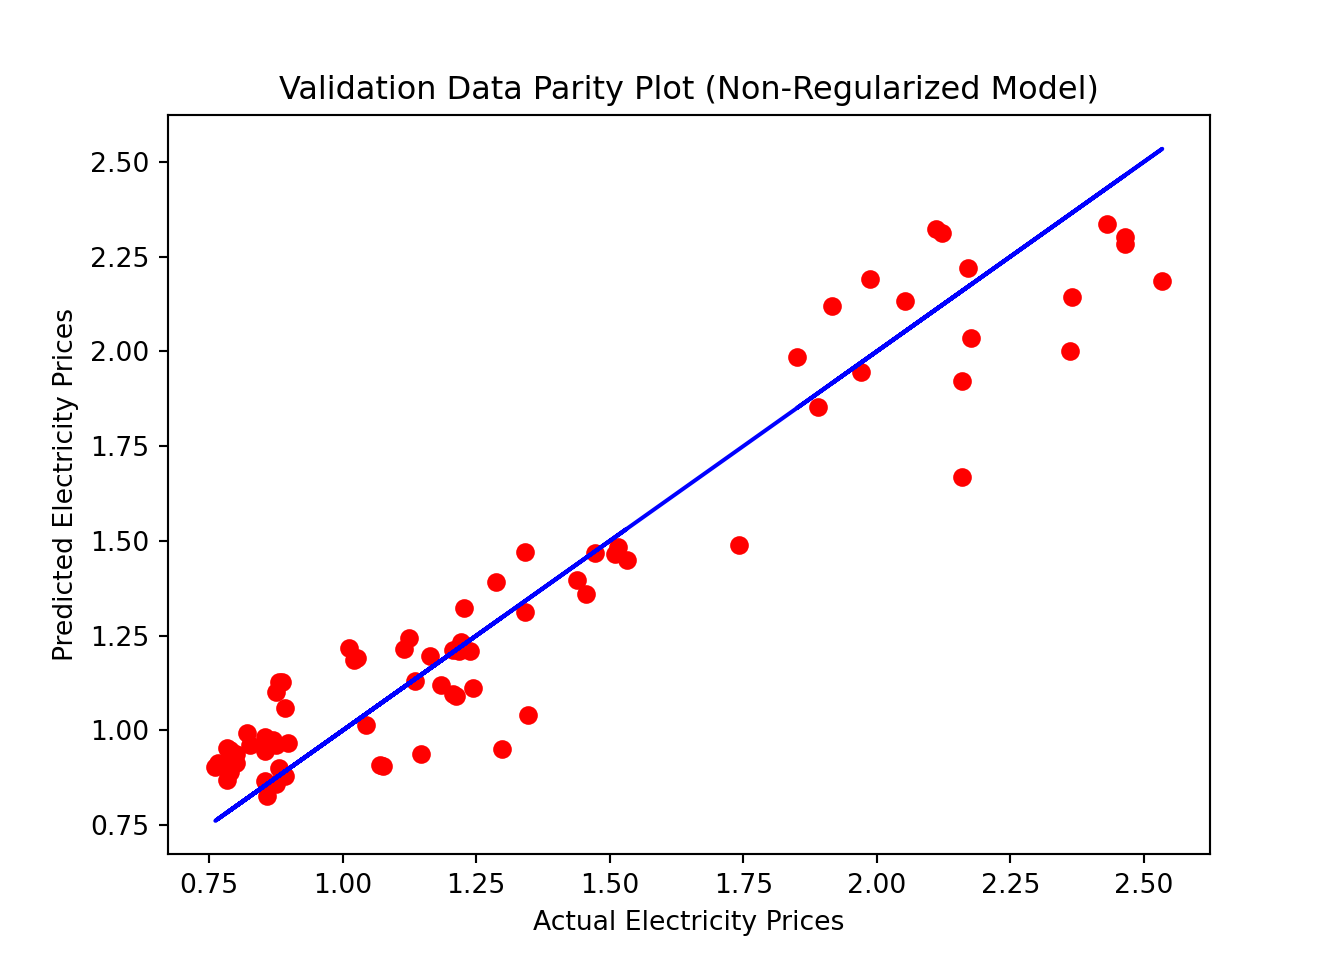 Validation Data Parity Plot (Non-Regularized Model)
Predicted Electricity Prices
2.50
2.25
2.00
1.75
1.50
1.25
1.00
0.75
0.75 1.00 1.25 1.50 1.75 2.00 2.25 2.50
Actual Electricity Prices